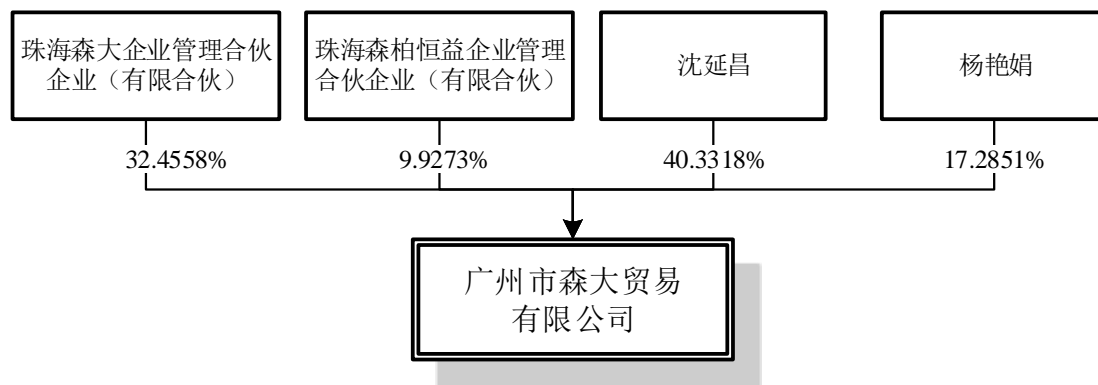 珠海森大企业管理合伙
企业（有限合伙）
珠海森柏恒益企业管理
合伙企业（有限合伙）
沈延昌
杨艳娟
32.4558%
9.9273%
40.3318%
17.2851%
广州市森大贸易
有限公司